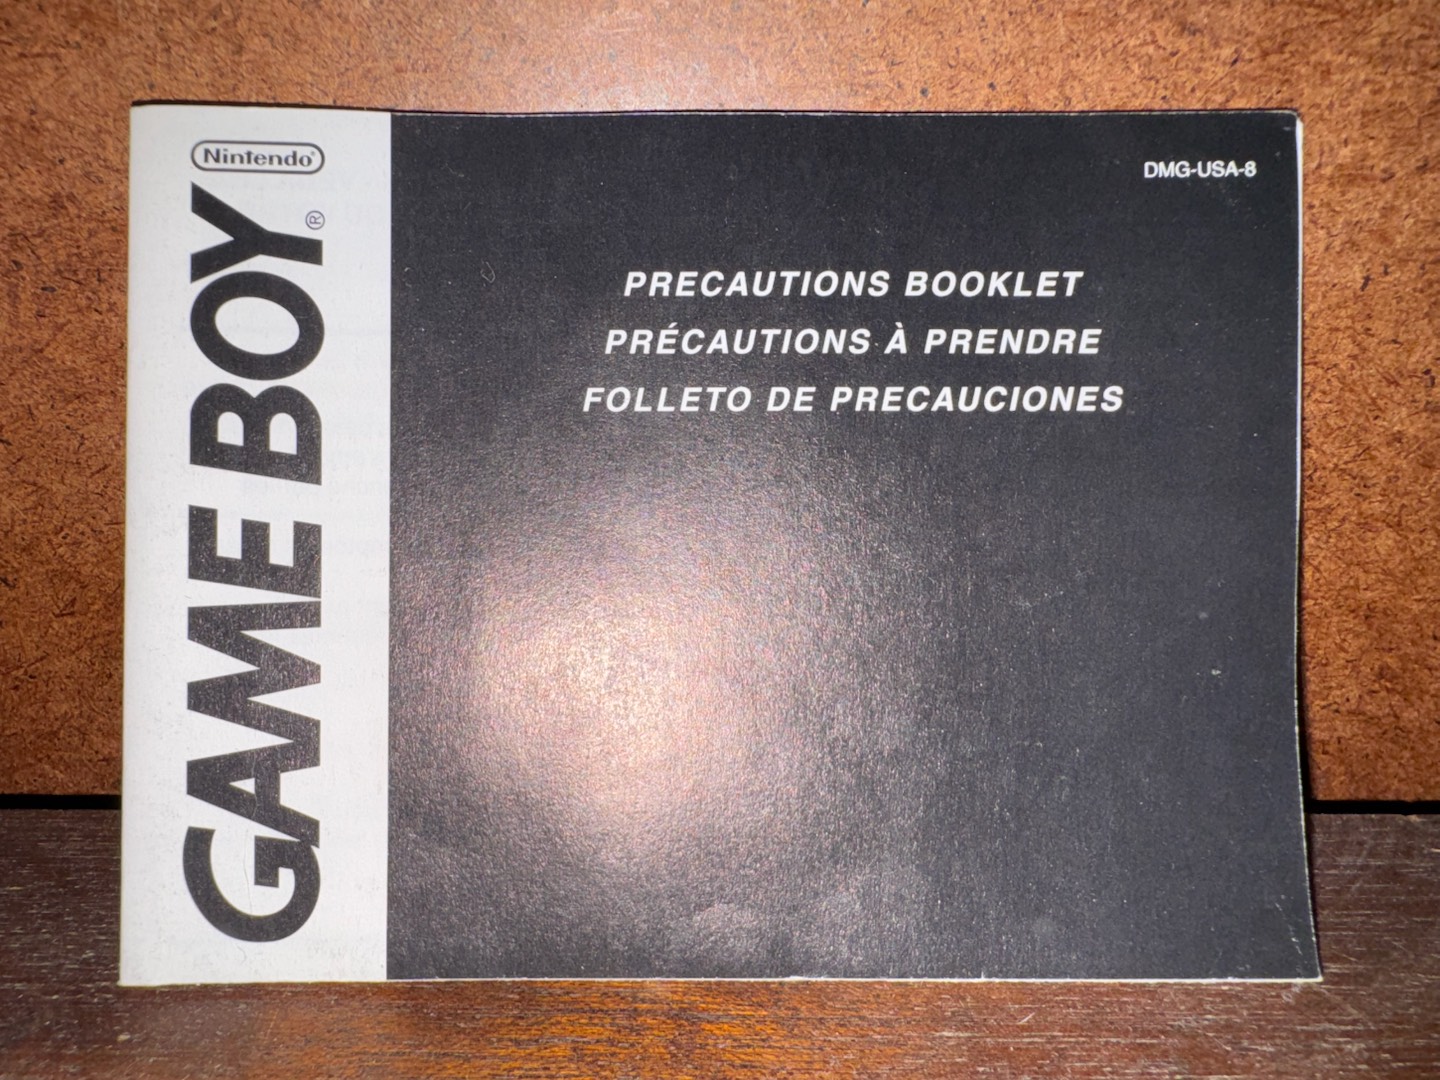 Nintendo®
GAME BOY®
DMG-USA-8
PRECAUTIONS BOOKLET
PRÉCAUTIONS À PRENDRE
FOLLETO DE PRECAUCIONES